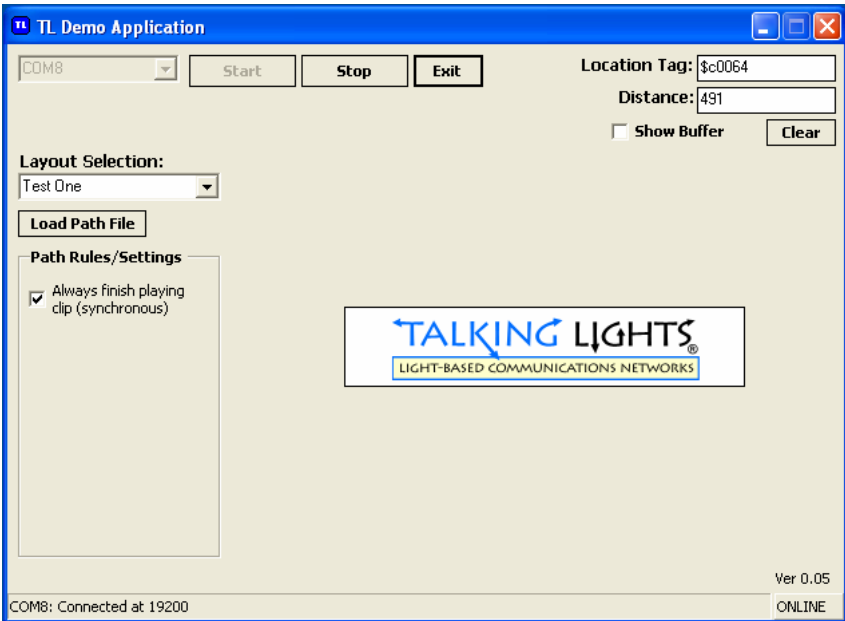 TL TL Demo Application
COM8 Start Stop Exit Location Tag: $c0064
Distance: 491
Show Buffer Clear
Layout Selection:
Test One
Load Path File
Path Rules/Settings
Always finish playing
clip (synchronous)
TALKING LIGHTS®
LIGHT-BASED COMMUNICATIONS NETWORKS
Ver 0.05
COM8: Connected at 19200 ONLINE